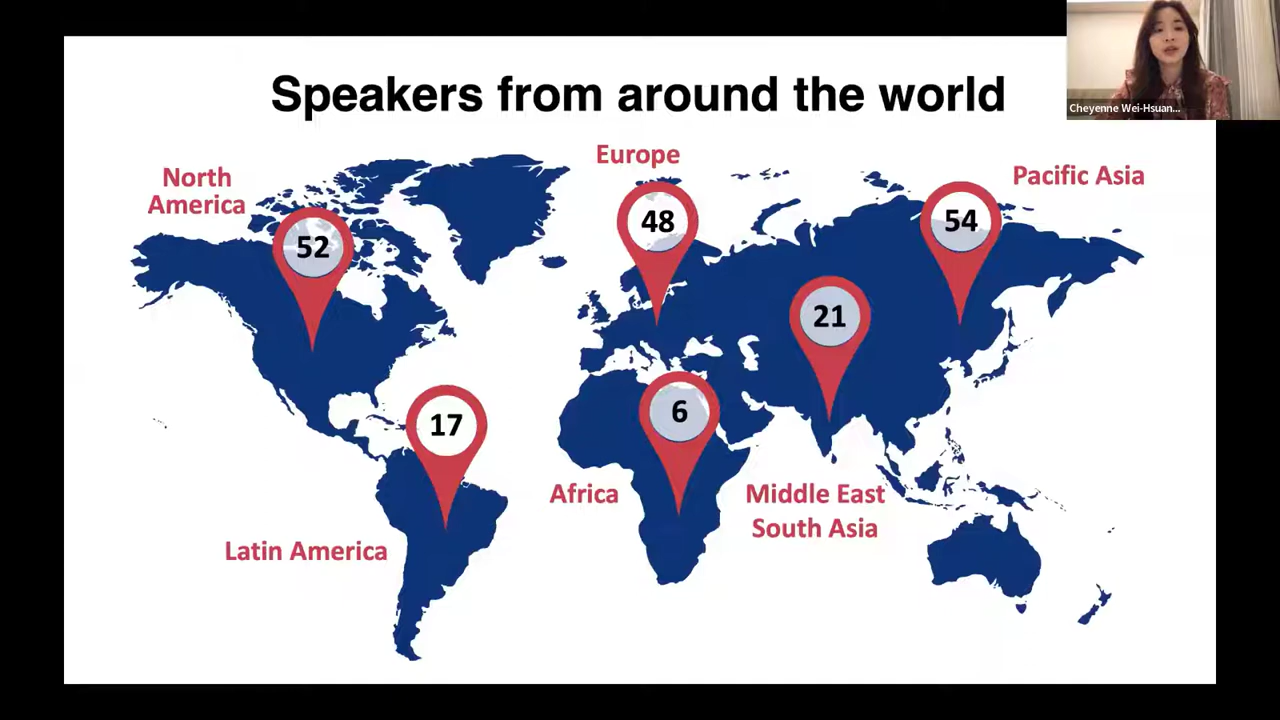 Speakers from around the world
Cheyenne Wei-Hsuan...
Europe
North
America
Pacific Asia
48
54
52
21
6
17
Africa
Middle East
South Asia
Latin America